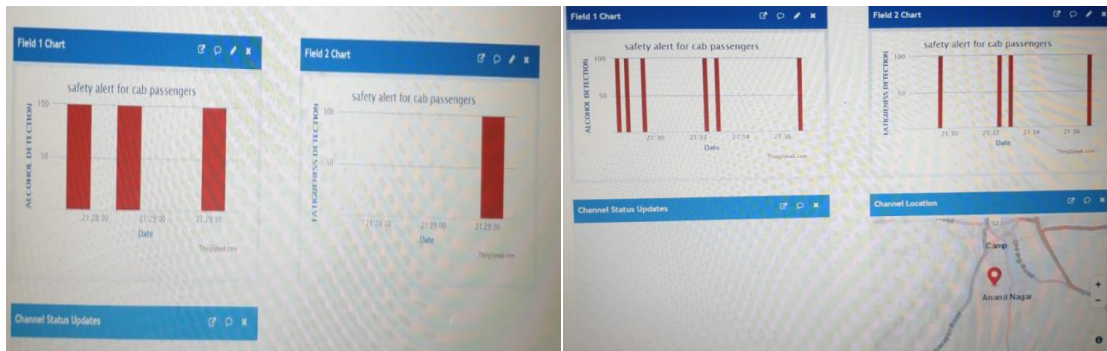 Field 1 Chart
safety alert for cab passengers
ALCOHOL DETECTION
100
50
21:28:30 21:29:00 21:29:30
Date
ThingSpeak.com
Field 2 Chart
safety alert for cab passengers
FATIGUENESS DETECTION
100
50
21:28:30 21:29:00 21:29:30
Date
ThingSpeak.com
Channel Status Updates
Field 1 Chart
safety alert for cab passengers
ALCOHOL DETECTION
100
50
21:30 21:32 21:34 21:36
Date
ThingSpeak.com
Field 2 Chart
safety alert for cab passengers
FATIGUENESS DETECTION
100
50
21:30 21:32 21:34 21:36
Date
ThingSpeak.com
Channel Status Updates
Channel Location
Camp
Anand Nagar